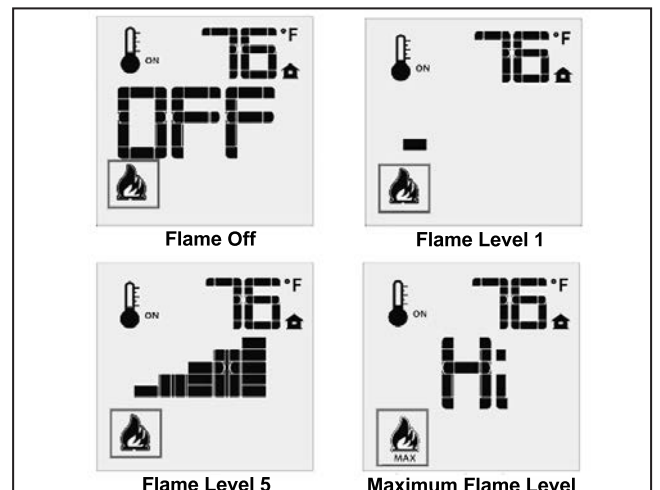 76 °F
ON
OFF
Flame Off
76 °F
ON
Flame Level 1
76 °F
ON
Flame Level 5
76 °F
ON
Hi
MAX
Maximum Flame Level